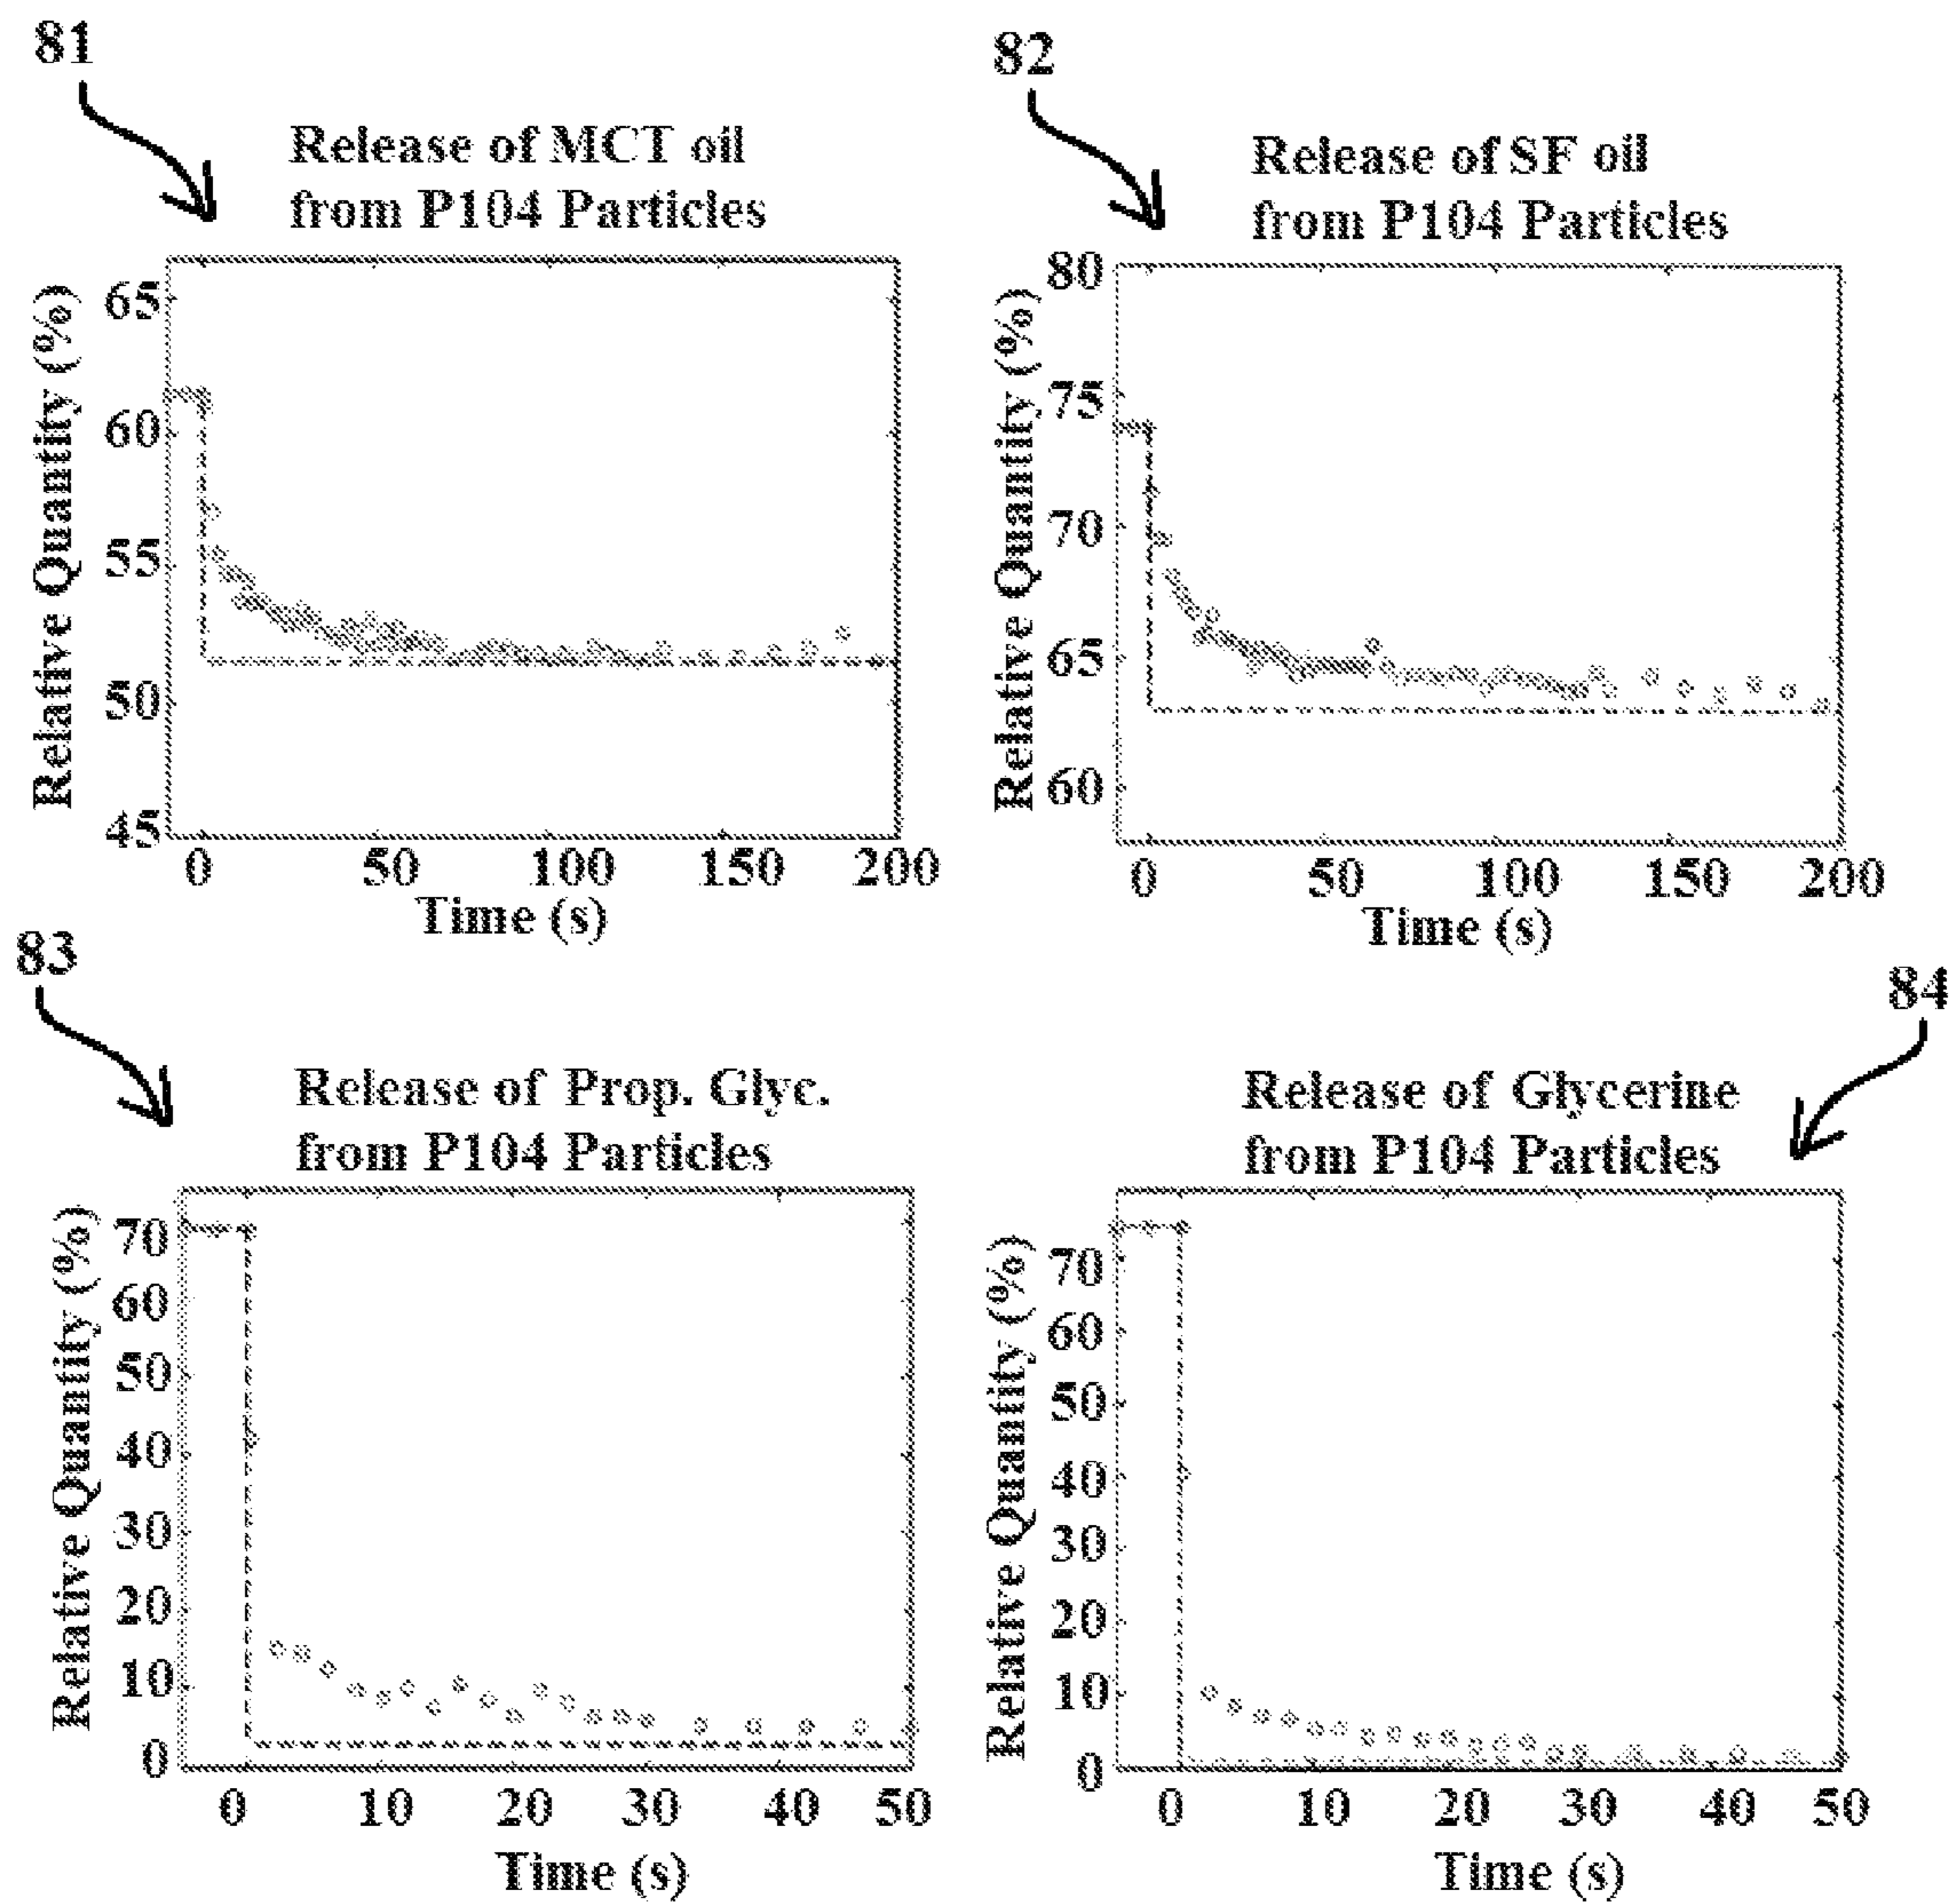 81
Release of MCT oil
from P104 Particles
Relative Quantity (%)
65
60
55
50
45
0 50 100 150 200
Time (s)
82
Release of SF oil
from P104 Particles
Relative Quantity (%)
80
75
70
65
60
0 50 100 150 200
Time (s)
83
Release of Prop. Glyc.
from P104 Particles
Relative Quantity (%)
70
60
50
40
30
20
10
0
0 10 20 30 40 50
Time (s)
84
Release of Glycerine
from P104 Particles
Relative Quantity (%)
70
60
50
40
30
20
10
0
0 10 20 30 40 50
Time (s)